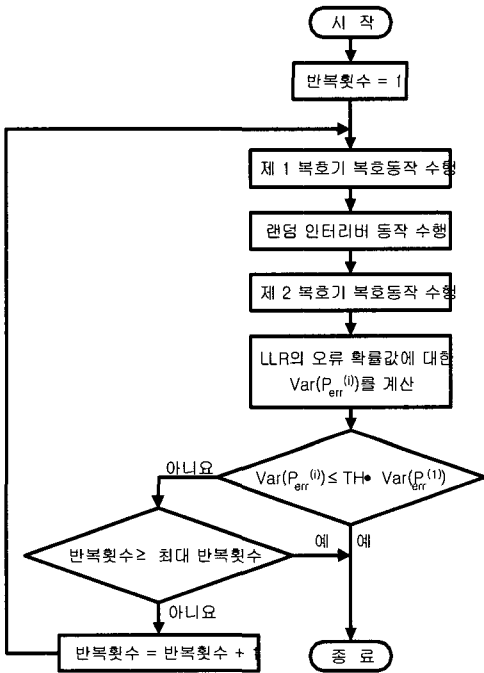 시 작
반복횟수 = 1
제 1 복호기 복호동작 수행
랜덤 인터리버 동작 수행
제 2 복호기 복호동작 수행
LLR의 오류 확률값에 대한
Var(P_err^(i))를 계산
아니요
Var(P_err^(i)) ≤ TH• Var(P_err^(1))
예
예
반복횟수≥ 최대 반복횟수
아니요
반복횟수 = 반복횟수 + 1
종 료